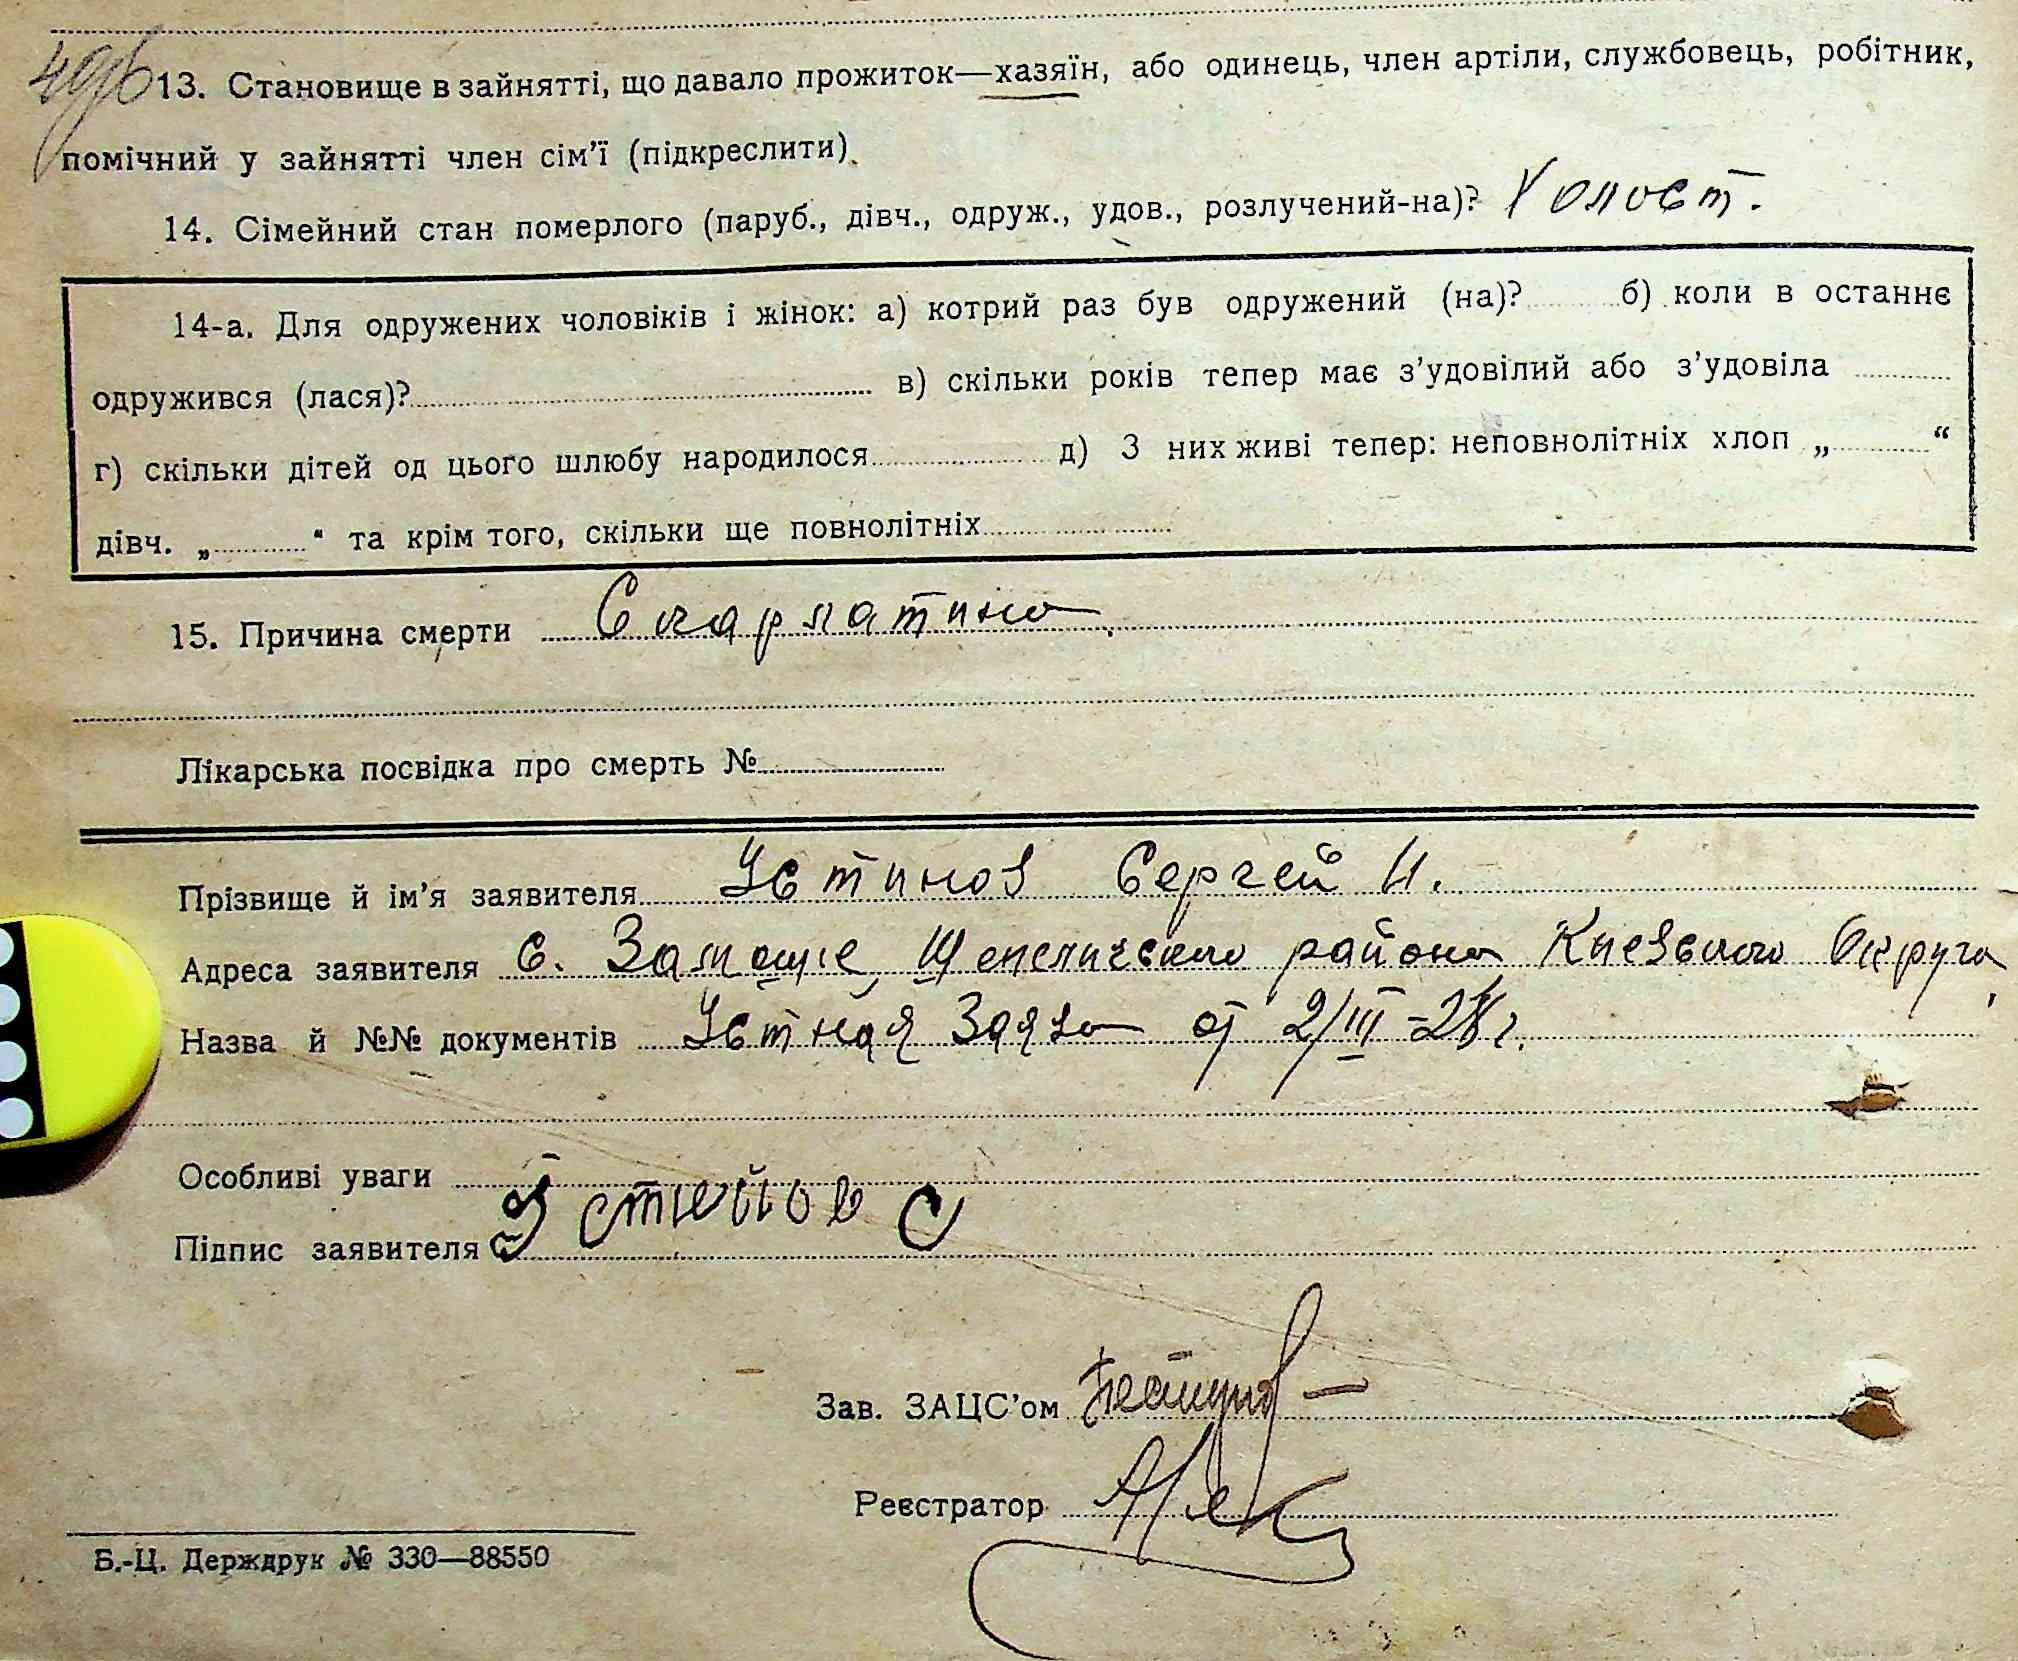 13. Становище в зайнятті, що давало прожиток—хазяїн, або одинець, член артіли, службовець, робітник,
помічний у зайнятті член сім’ї (підкреслити).
14. Сімейний стан померлого (паруб., дівч., одруж., удов., розлучений-на)? Холост.
14-а. Для одружених чоловіків і жінок: а) котрий раз був одружений (на)? б) коли в останнє
одружився (лася)? в) скільки років тепер має з’удовілий або з’удовіла
г) скільки дітей од цього шлюбу народилося д) З них живі тепер: неповнолітніх хлоп „ “
дівч. „ “ та крім того, скільки ще повнолітніх
15. Причина смерти Скарлатина.
Лікарська посвідка про смерть №
Прізвище й ім’я заявителя Устинов Сергей И.
Адреса заявителя с. Залющие, Шепеличского района Киевского Округа,
Назва й №№ документів Устная Заява от 2/III-28 г.
Особливі уваги
Підпис заявителя Устинов С
Зав. ЗАЦС’ом
Реєстратор
Б.-Ц. Держдрук № 330—88550